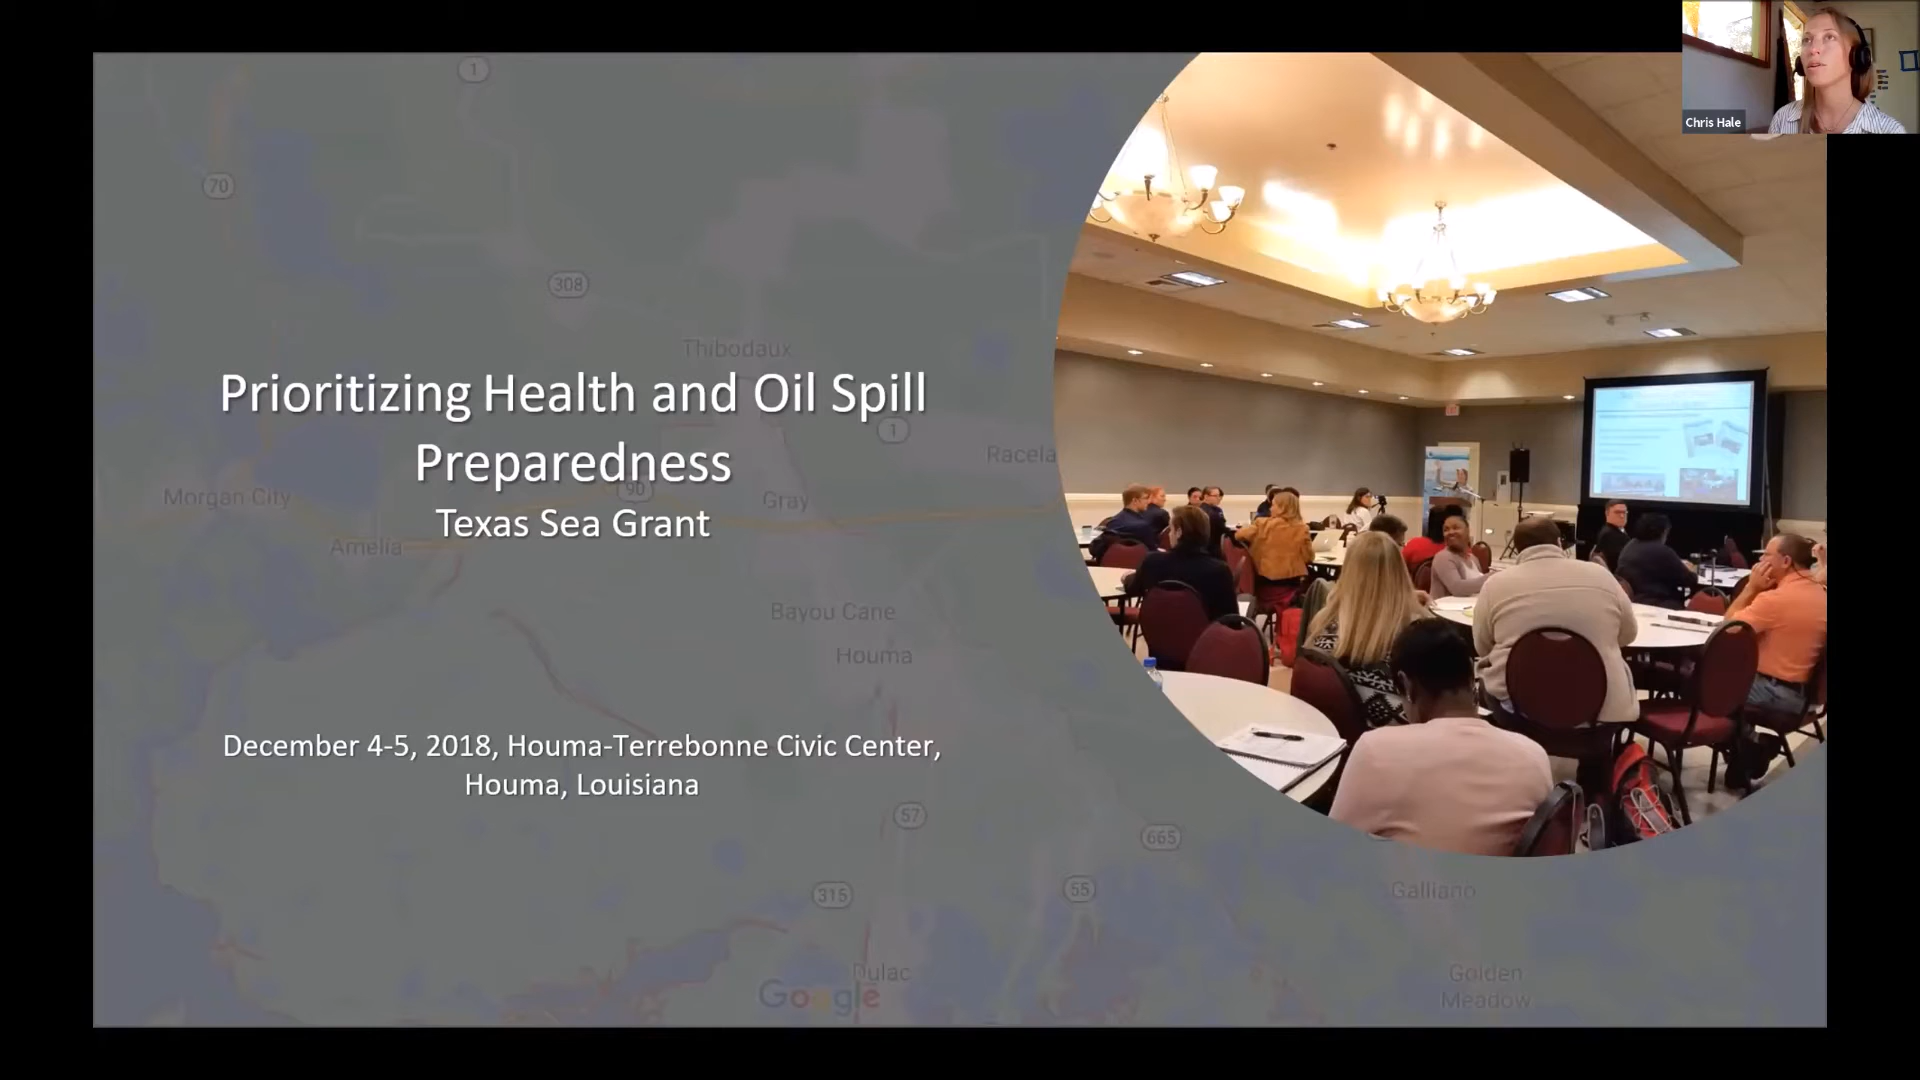 Chris Hale
Prioritizing Health and Oil Spill
Preparedness
Texas Sea Grant
December 4-5, 2018, Houma-Terrebonne Civic Center,
Houma, Louisiana
1
70
308
Thibodaux
1
Racela
Morgan City
90
Gray
Amelia
Bayou Cane
Houma
57
665
315
55
Galliano
Dulac
Golden
Meadow
Google